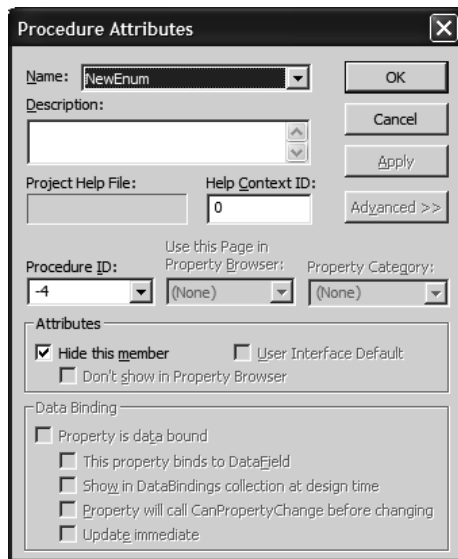 Procedure Attributes
Name: NewEnum OK
Description: Cancel
Apply
Project Help File: Help Context ID: Advanced >>
0
Procedure ID: Use this Page in Property Browser: Property Category:
-4 (None) (None)
Attributes
Hide this member User Interface Default
Don't show in Property Browser
Data Binding
Property is data bound
This property binds to DataField
Show in DataBindings collection at design time
Property will call CanPropertyChange before changing
Update immediate